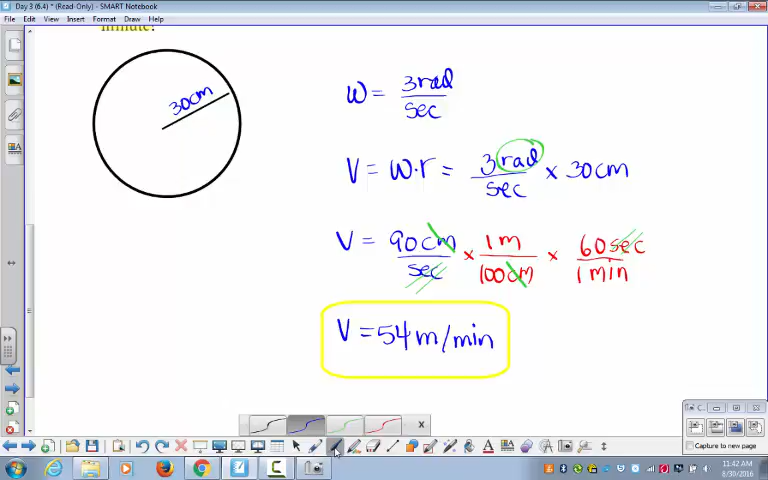 Day 3 (6.4) * (Read-Only) - SMART Notebook
File Edit View Insert Format Draw Help
minute?
30cm
W = 3rad/sec
V = W·r = 3rad/sec × 30cm
V = 90cm/sec × 1m/100cm × 60sec/1min
V = 54m/min
Capture to new page
11:42 AM
8/30/2016